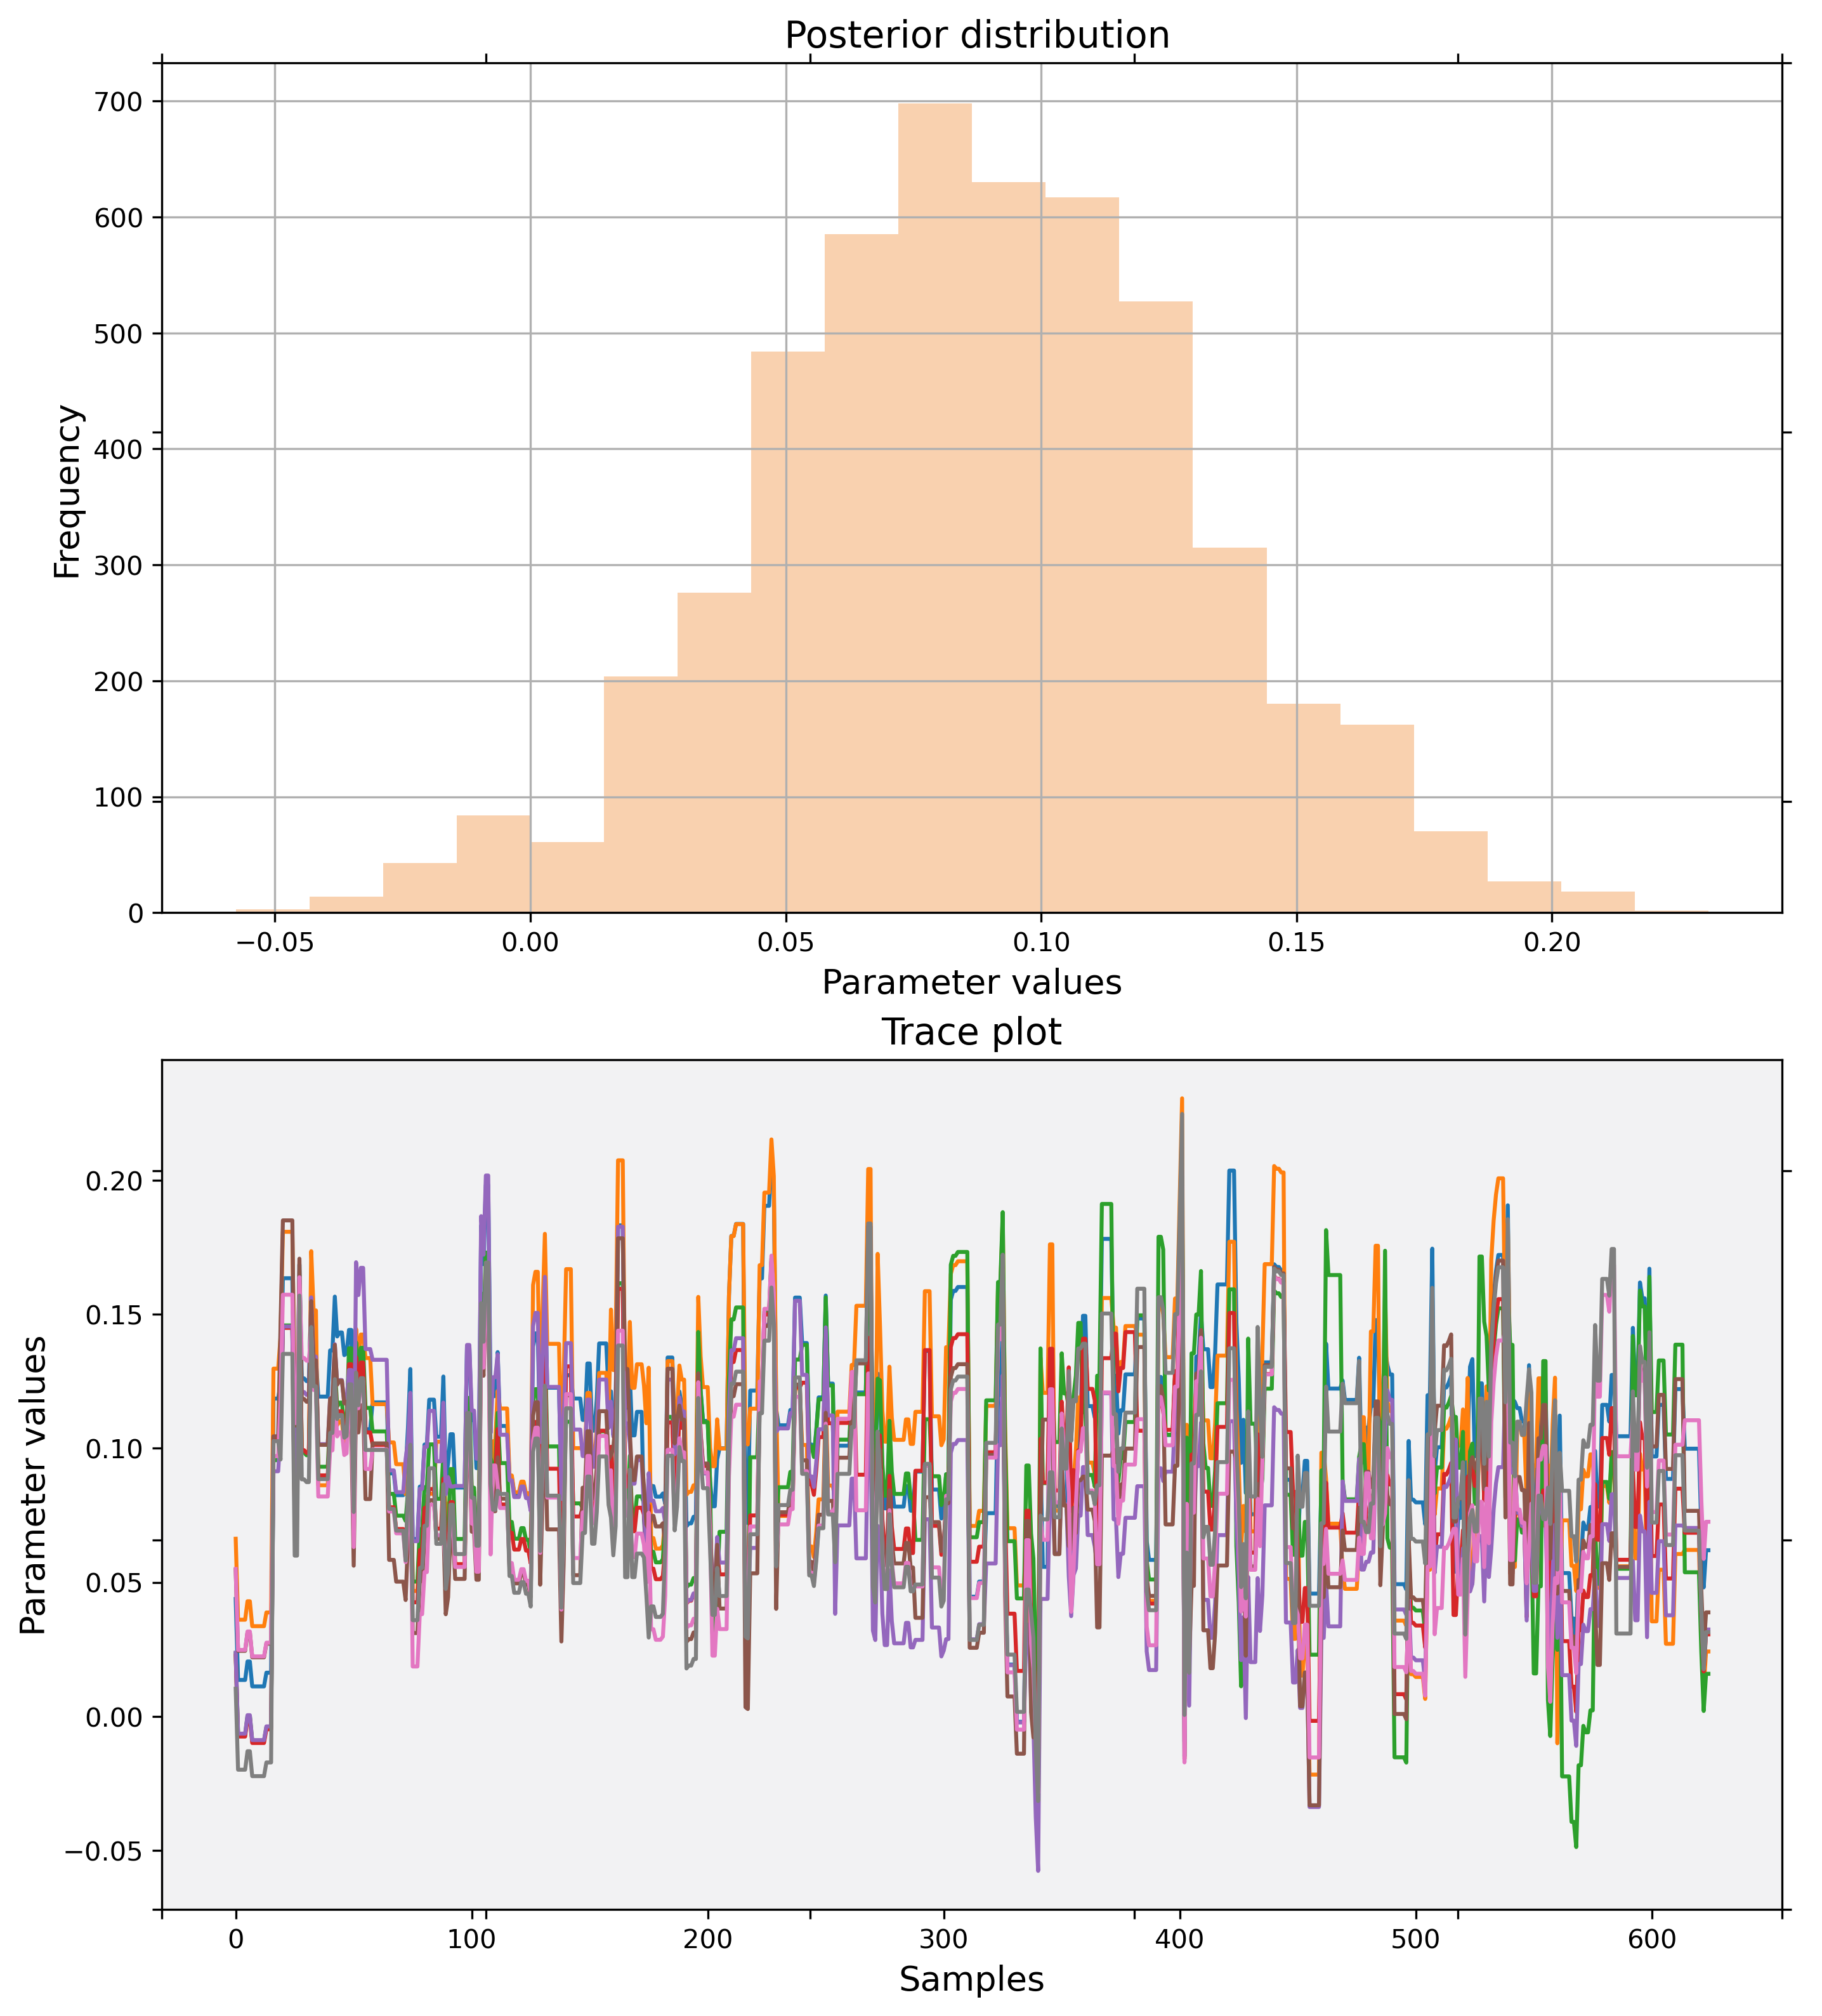 Posterior distribution
700
600
500
400
300
200
100
0
Frequency
−0.05 0.00 0.05 0.10 0.15 0.20
Parameter values
Trace plot
0.20
0.15
0.10
0.05
0.00
−0.05
Parameter values
0 100 200 300 400 500 600
Samples